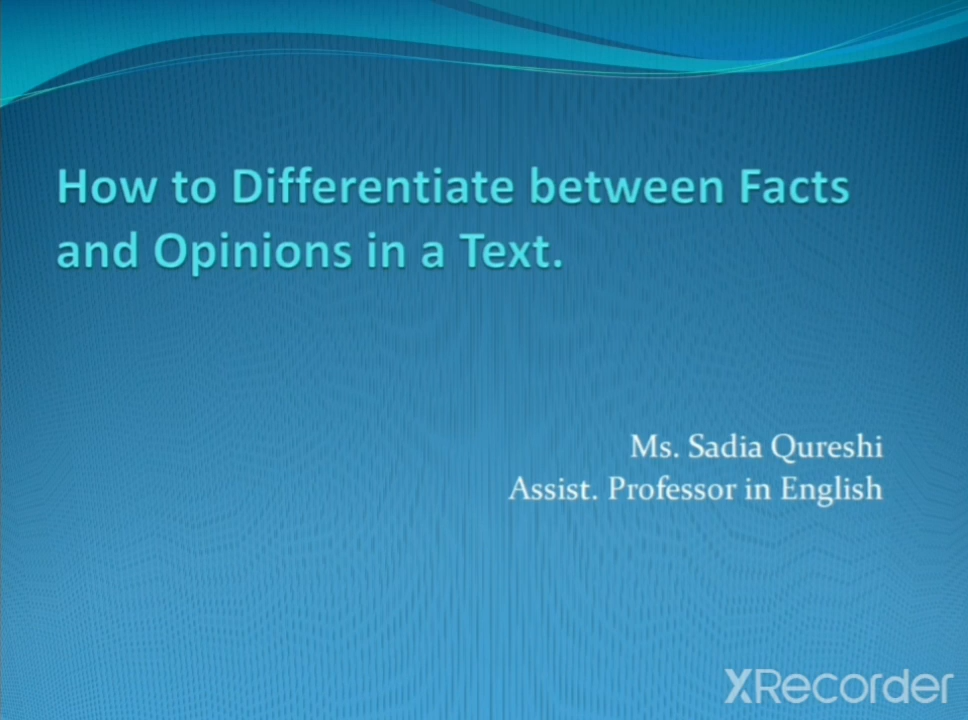 How to Differentiate between Facts
and Opinions in a Text.
Ms. Sadia Qureshi
Assist. Professor in English
XRecorder